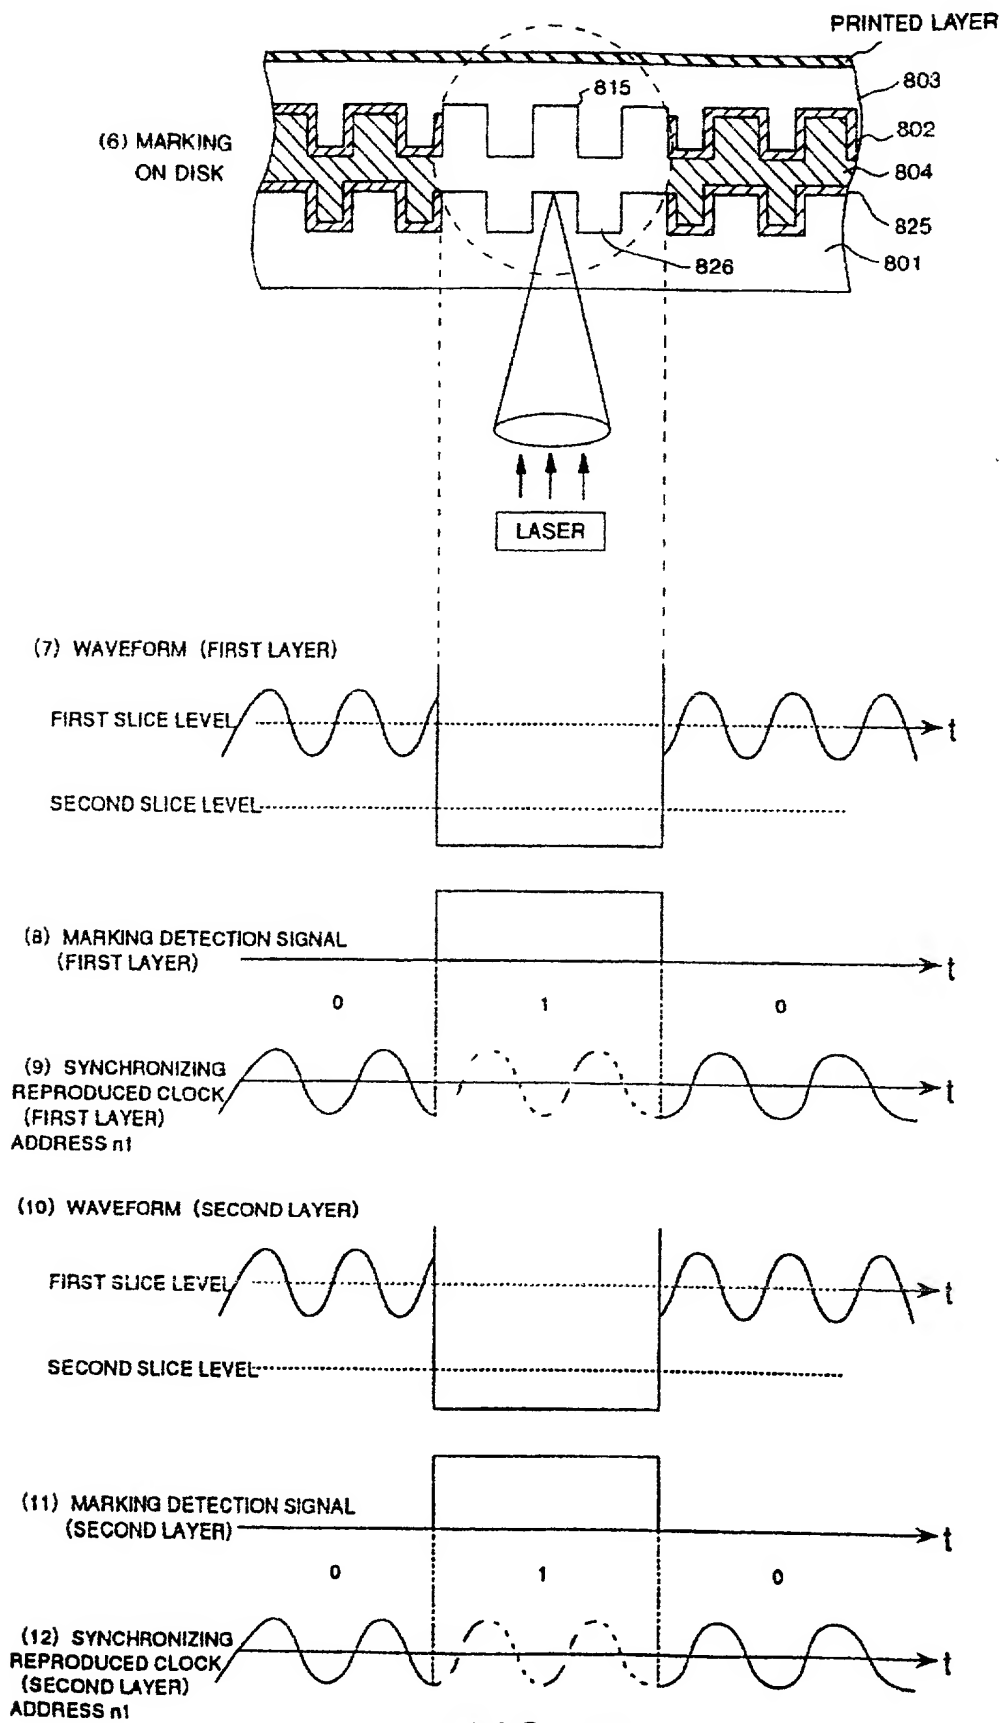 PRINTED LAYER
815
803
(6) MARKING
ON DISK
802
804
825
826
801
LASER
(7) WAVEFORM (FIRST LAYER)
FIRST SLICE LEVEL
t
SECOND SLICE LEVEL
(8) MARKING DETECTION SIGNAL
(FIRST LAYER)
t
0 1 0
(9) SYNCHRONIZING
REPRODUCED CLOCK
(FIRST LAYER)
ADDRESS n1
t
(10) WAVEFORM (SECOND LAYER)
FIRST SLICE LEVEL
t
SECOND SLICE LEVEL
(11) MARKING DETECTION SIGNAL
(SECOND LAYER)
t
0 1 0
(12) SYNCHRONIZING
REPRODUCED CLOCK
(SECOND LAYER)
ADDRESS n1
t